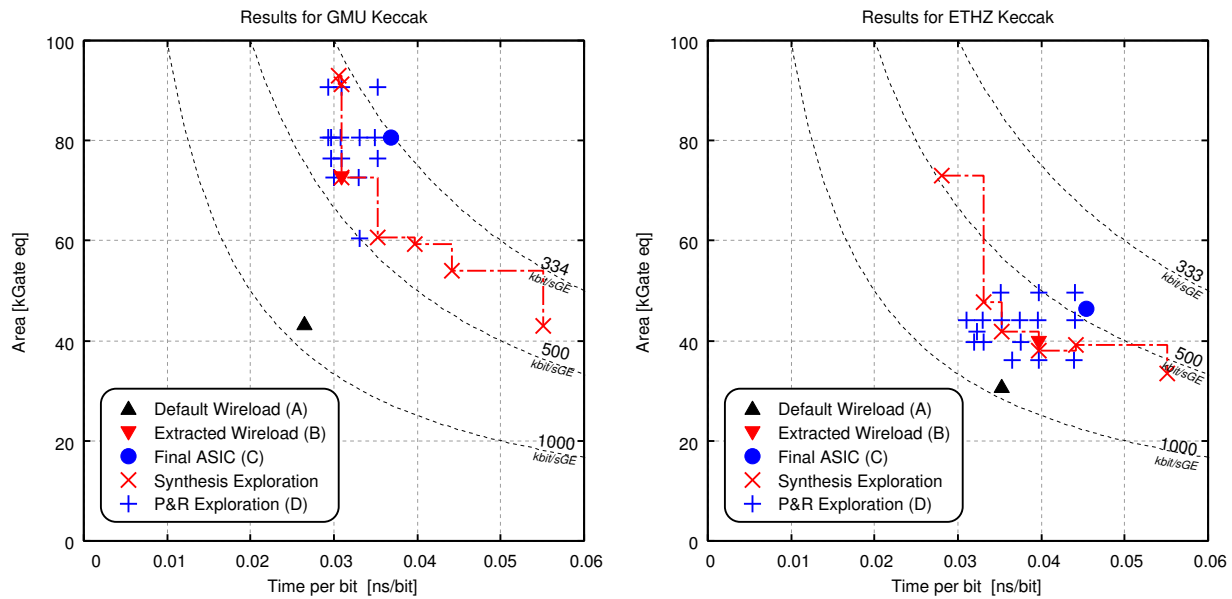 Results for GMU Keccak
Area [kGate eq]
100
80
60
40
20
0
0
0.01
0.02
0.03
0.04
0.05
0.06
Time per bit [ns/bit]
334
kbit/sGE
500
kbit/sGE
1000
kbit/sGE
Default Wireload (A)
Extracted Wireload (B)
Final ASIC (C)
Synthesis Exploration
P&R Exploration (D)
Results for ETHZ Keccak
Area [kGate eq]
100
80
60
40
20
0
0
0.01
0.02
0.03
0.04
0.05
0.06
Time per bit [ns/bit]
333
kbit/sGE
500
kbit/sGE
1000
kbit/sGE
Default Wireload (A)
Extracted Wireload (B)
Final ASIC (C)
Synthesis Exploration
P&R Exploration (D)